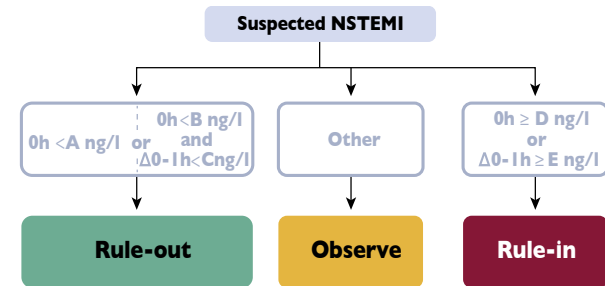 Suspected NSTEMI
0h <A ng/l or
0h<B ng/l
and
Δ0-1h<Cng/l
Other
0h ≥ D ng/l
or
Δ0-1h ≥ E ng/l
Rule-out
Observe
Rule-in